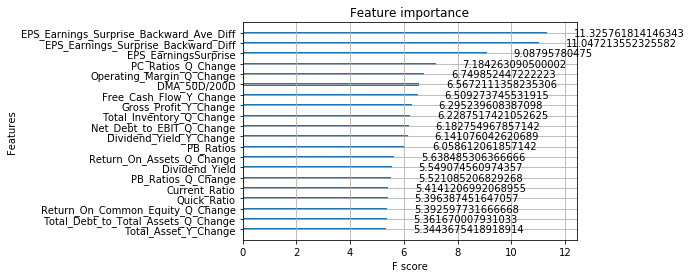 Feature importance
EPS_Earnings_Surprise_Backward_Ave_Diff 11.325761814146343
EPS_Earnings_Surprise_Backward_Diff 11.047213552325582
EPS_EarningsSurprise 9.08795780475
PC_Ratios_Q_Change 7.184263090500002
Operating_Margin_Q_Change 6.749852447222223
DMA_50D/200D 6.5672111358235306
Free_Cash_Flow_Y_Change 6.509273745531915
Gross_Profit_Y_Change 6.295239608387098
Total_Inventory_Q_Change 6.2287517421052625
Net_Debt_to_EBIT_Q_Change 6.182754967857142
Dividend_Yield_Y_Change 6.141076042620689
PB_Ratios 6.058612061857142
Return_On_Assets_Q_Change 5.638485306366666
Dividend_Yield 5.549074560974357
PB_Ratios_Q_Change 5.521085206829268
Current_Ratio 5.4141206992068955
Quick_Ratio 5.396387451647057
Return_On_Common_Equity_Q_Change 5.392597731666668
Total_Debt_to_Total_Assets_Q_Change 5.361670007931033
Total_Asset_Y_Change 5.3443675418918914
Features
0 2 4 6 8 10 12
F score